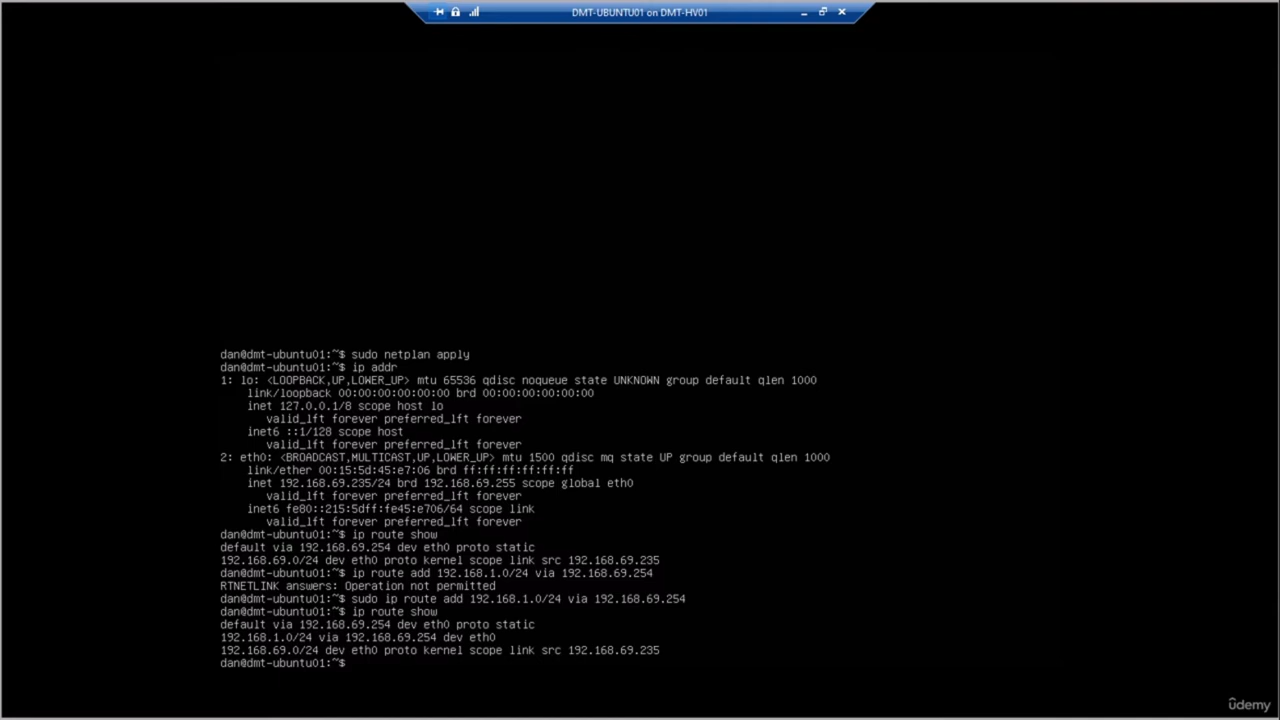 DMT-UBUNTU01 on DMT-HV01
dan@dmt-ubuntu01:~$ sudo netplan apply
dan@dmt-ubuntu01:~$ ip addr
1: lo: <LOOPBACK,UP,LOWER_UP> mtu 65536 qdisc noqueue state UNKNOWN group default qlen 1000
    link/loopback 00:00:00:00:00:00 brd 00:00:00:00:00:00
    inet 127.0.0.1/8 scope host lo
       valid_lft forever preferred_lft forever
    inet6 ::1/128 scope host
       valid_lft forever preferred_lft forever
2: eth0: <BROADCAST,MULTICAST,UP,LOWER_UP> mtu 1500 qdisc mq state UP group default qlen 1000
    link/ether 00:15:5d:45:e7:06 brd ff:ff:ff:ff:ff:ff
    inet 192.168.69.235/24 brd 192.168.69.255 scope global eth0
       valid_lft forever preferred_lft forever
    inet6 fe80::215:5dff:fe45:e706/64 scope link
       valid_lft forever preferred_lft forever
dan@dmt-ubuntu01:~$ ip route show
default via 192.168.69.254 dev eth0 proto static
192.168.69.0/24 dev eth0 proto kernel scope link src 192.168.69.235
dan@dmt-ubuntu01:~$ ip route add 192.168.1.0/24 via 192.168.69.254
RTNETLINK answers: Operation not permitted
dan@dmt-ubuntu01:~$ sudo ip route add 192.168.1.0/24 via 192.168.69.254
dan@dmt-ubuntu01:~$ ip route show
default via 192.168.69.254 dev eth0 proto static
192.168.1.0/24 via 192.168.69.254 dev eth0
192.168.69.0/24 dev eth0 proto kernel scope link src 192.168.69.235
dan@dmt-ubuntu01:~$
ûdemy